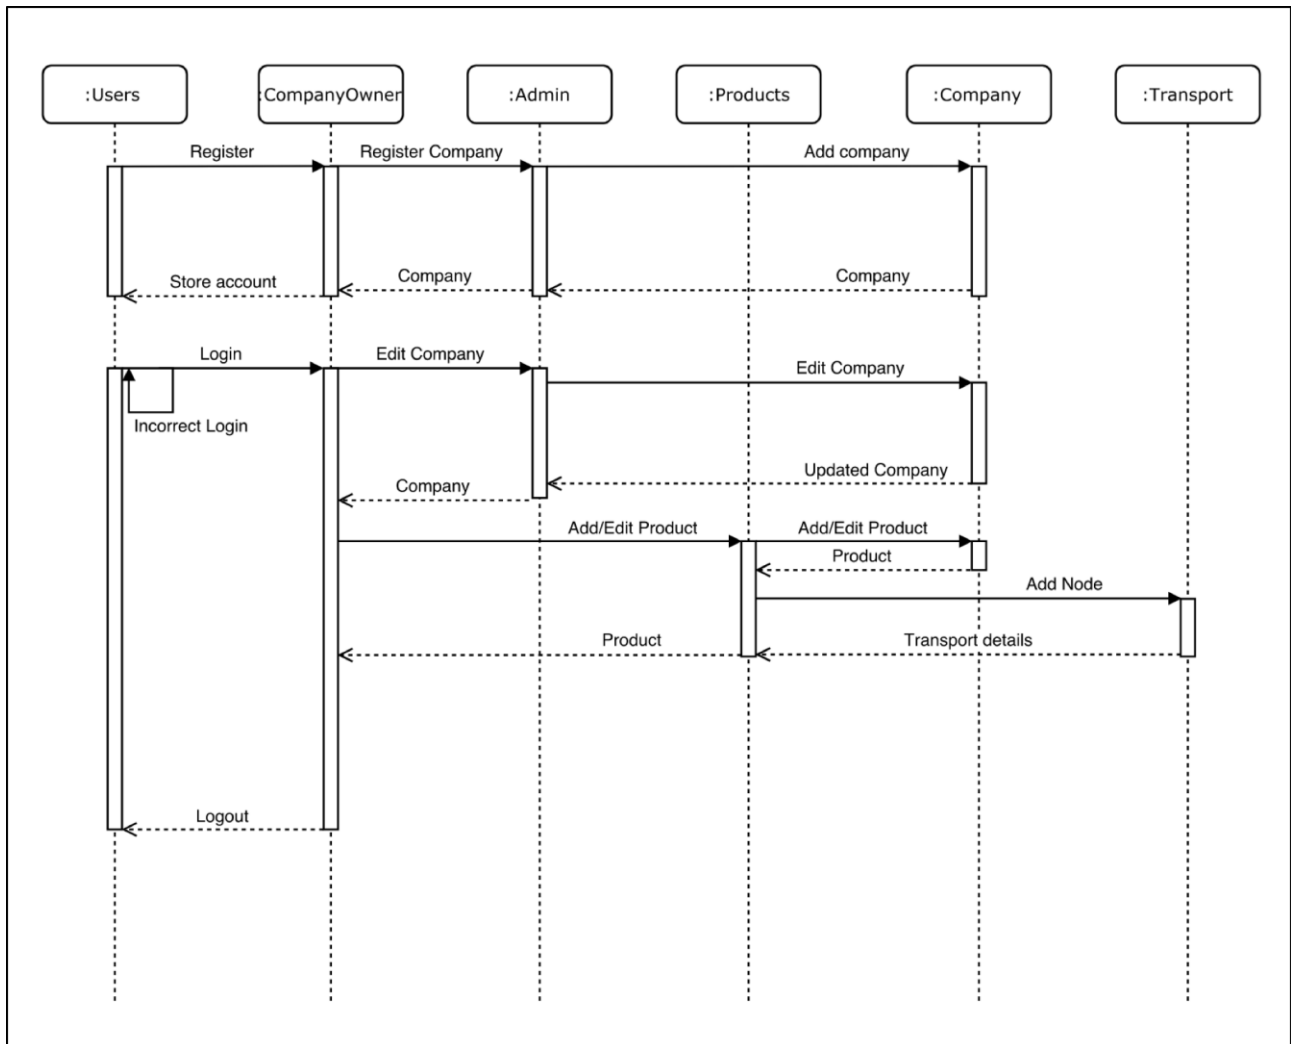 :Users
:CompanyOwner
:Admin
:Products
:Company
:Transport
Register
Register Company
Add company
Store account
Company
Company
Login
Edit Company
Edit Company
Incorrect Login
Updated Company
Company
Add/Edit Product
Add/Edit Product
Product
Add Node
Product
Transport details
Logout